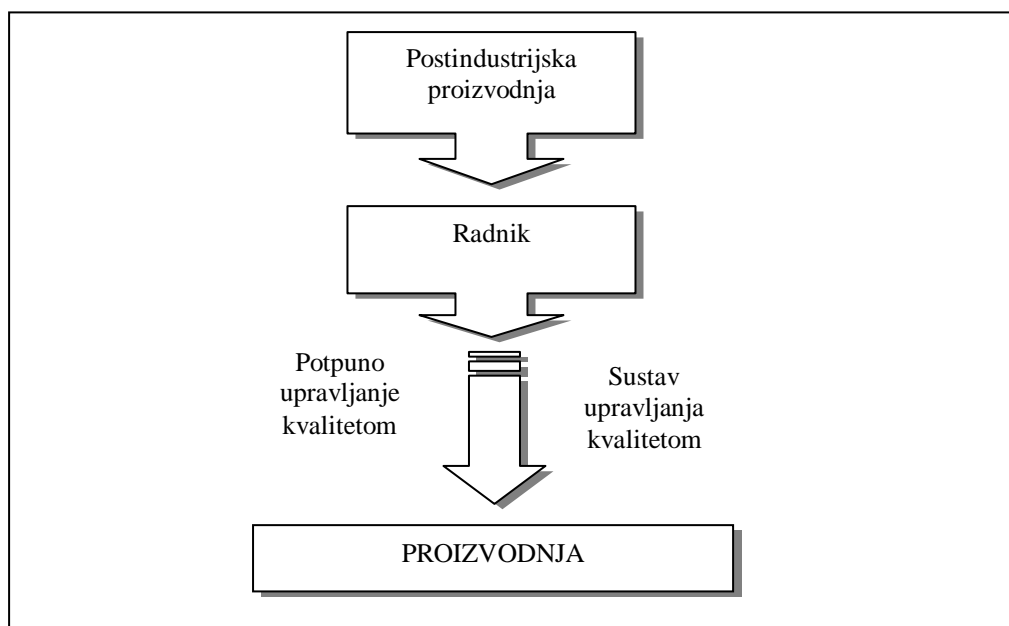 Postindustrijska
proizvodnja
Radnik
Potpuno
upravljanje
kvalitetom
Sustav
upravljanja
kvalitetom
PROIZVODNJA